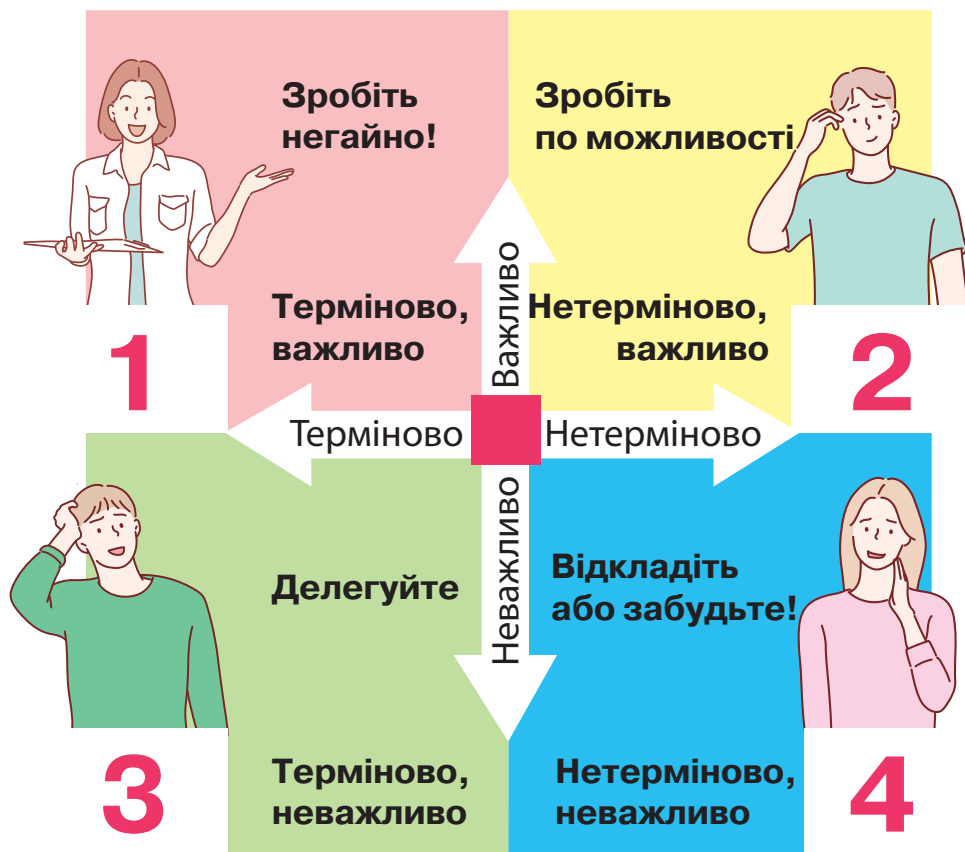 Зробіть
негайно!
Терміново,
важливо
1
Зробіть
по можливості
Нетерміново,
важливо
2
Важливо
Терміново
Нетерміново
Неважливо
Делегуйте
Терміново,
неважливо
3
Відкладіть
або забудьте!
Нетерміново,
неважливо
4